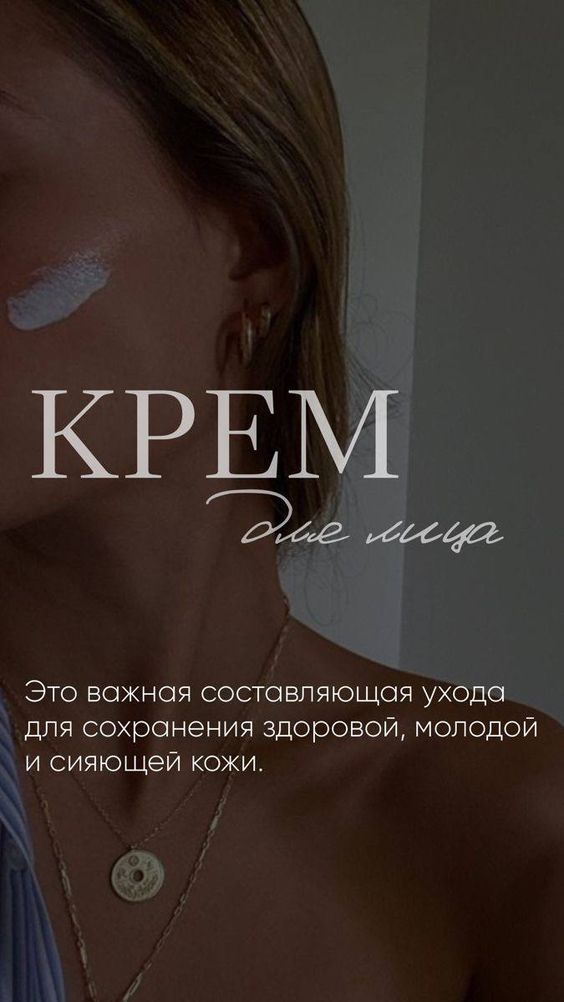 КРЕМ
для лица
Это важная составляющая ухода
для сохранения здоровой, молодой
и сияющей кожи.